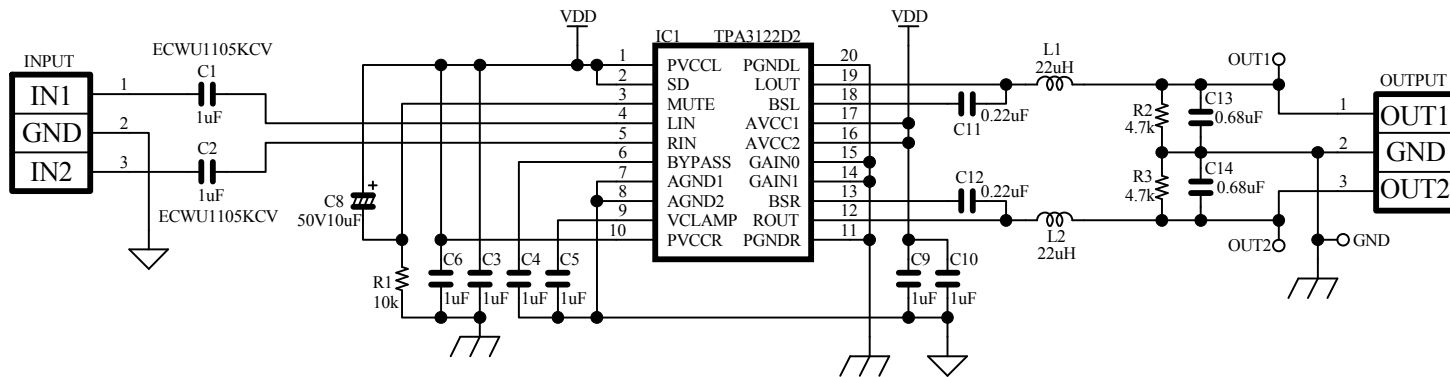 VDD
VDD
ECWU1105KCV
IC1 TPA3122D2
INPUT
C1
L1
22uH
OUT1
OUTPUT
1 PVCCL PGNDL 20
2 SD LOUT 19
3 MUTE BSL 18
4 LIN AVCC1 17
5 RIN AVCC2 16
6 BYPASS GAIN0 15
7 AGND1 GAIN1 14
8 AGND2 BSR 13
9 VCLAMP ROUT 12
10 PVCCR PGNDR 11
IN1 1
GND 2
IN2 3
1uF
C2
1uF
ECWU1105KCV
C8
50V10uF
R1
10k
C6
1uF
C3
1uF
C4
1uF
C5
1uF
C9
1uF
C10
1uF
C11
0.22uF
C12
0.22uF
L2
22uH
R2
4.7k
C13
0.68uF
R3
4.7k
C14
0.68uF
1 OUT1
2 GND
3 OUT2
OUT2
GND